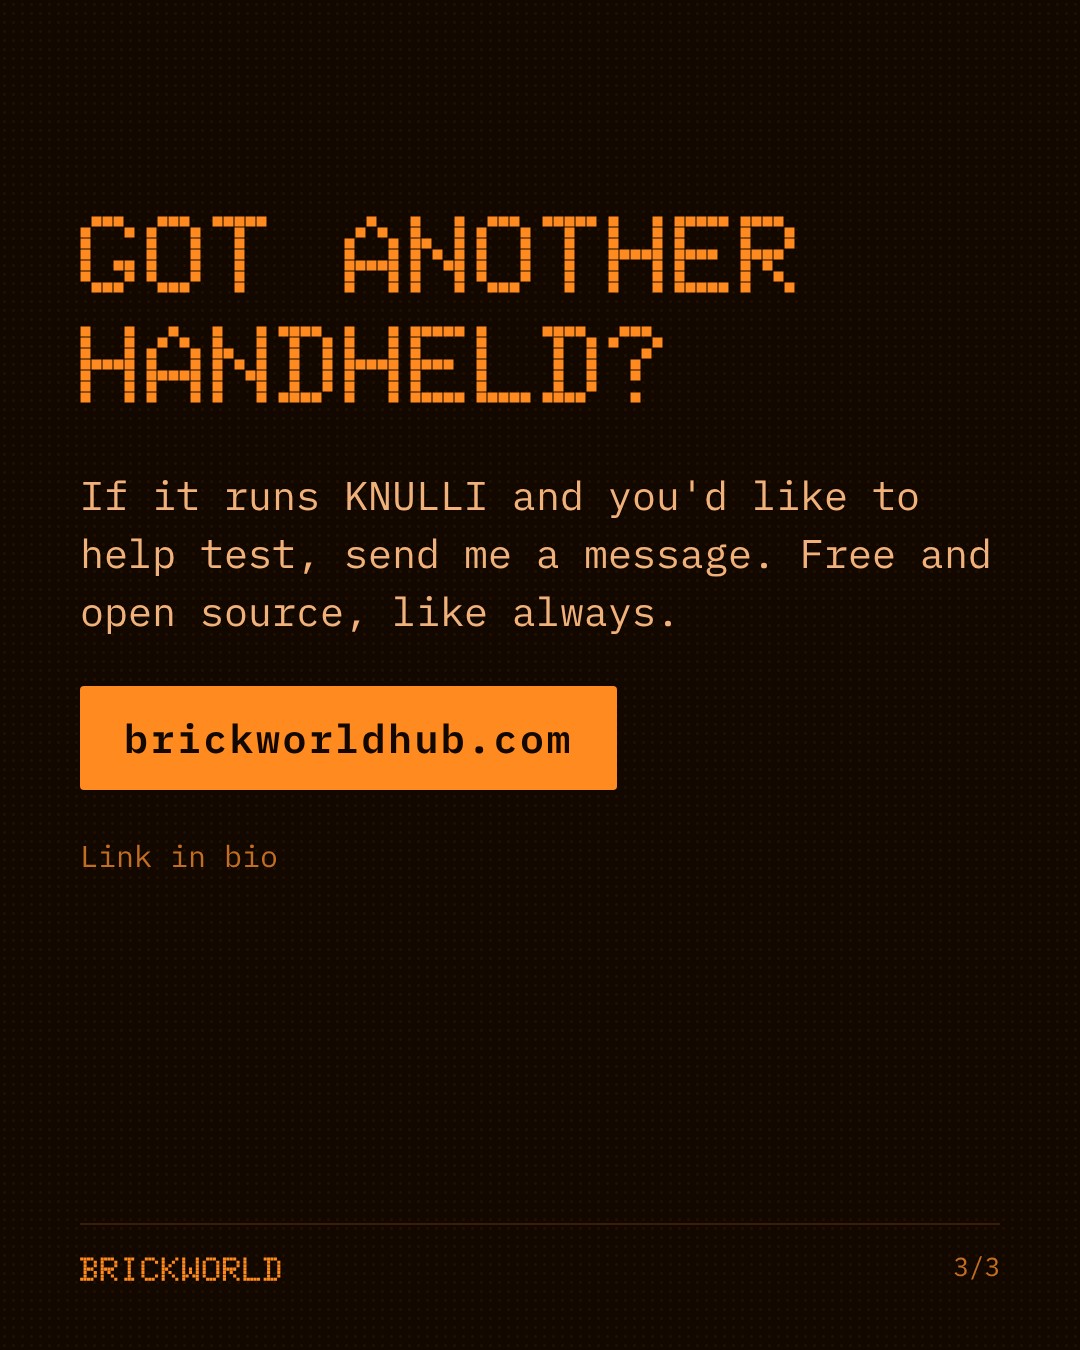 GOT ANOTHER
HANDHELD?
If it runs KNULLI and you'd like to
help test, send me a message. Free and
open source, like always.
brickworldhub.com
Link in bio
BRICKWORLD
3/3